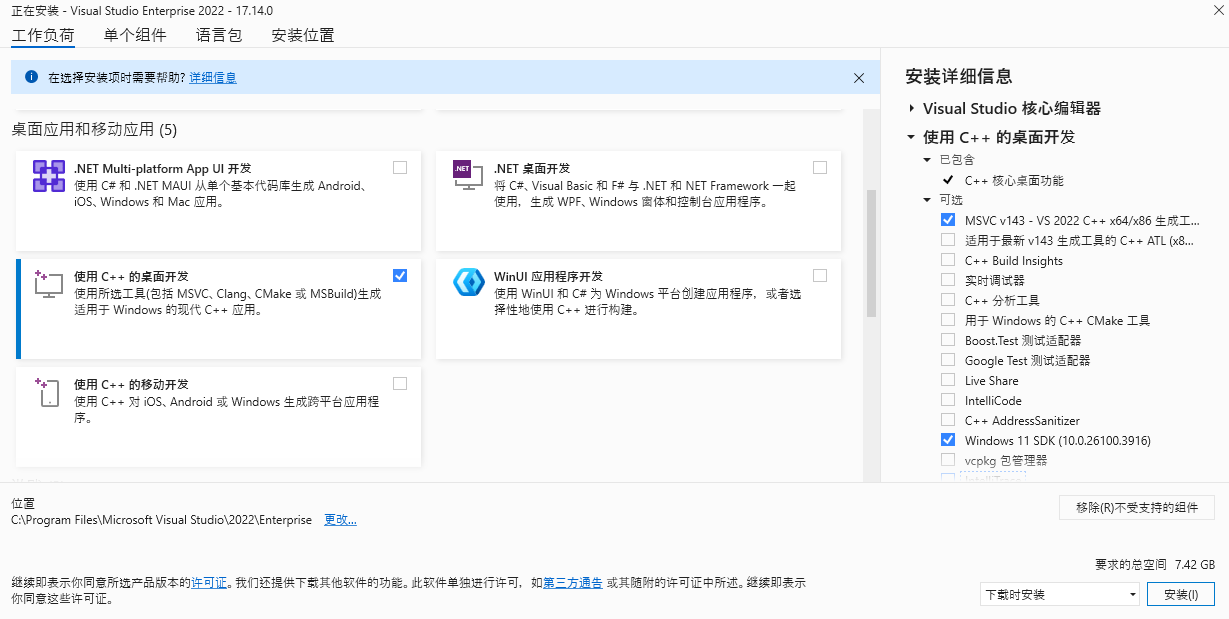 正在安装 - Visual Studio Enterprise 2022 - 17.14.0
工作负荷 单个组件 语言包 安装位置
在选择安装项时需要帮助? 详细信息
桌面应用和移动应用 (5)
.NET Multi-platform App UI 开发
使用 C# 和 .NET MAUI 从单个基本代码库生成 Android、
iOS、Windows 和 Mac 应用。
.NET
.NET 桌面开发
将 C#、Visual Basic 和 F# 与 .NET 和 NET Framework 一起
使用，生成 WPF、Windows 窗体和控制台应用程序。
使用 C++ 的桌面开发
使用所选工具(包括 MSVC、Clang、CMake 或 MSBuild)生成
适用于 Windows 的现代 C++ 应用。
WinUI 应用程序开发
使用 WinUI 和 C# 为 Windows 平台创建应用程序，或者选
择性地使用 C++ 进行构建。
使用 C++ 的移动开发
使用 C++ 对 iOS、Android 或 Windows 生成跨平台应用程
序。
安装详细信息
Visual Studio 核心编辑器
使用 C++ 的桌面开发
已包含
C++ 核心桌面功能
可选
MSVC v143 - VS 2022 C++ x64/x86 生成工...
适用于最新 v143 生成工具的 C++ ATL (x8...
C++ Build Insights
实时调试器
C++ 分析工具
用于 Windows 的 C++ CMake 工具
Boost.Test 测试适配器
Google Test 测试适配器
Live Share
IntelliCode
C++ AddressSanitizer
Windows 11 SDK (10.0.26100.3916)
vcpkg 包管理器
位置
C:\Program Files\Microsoft Visual Studio\2022\Enterprise 更改...
移除(R)不受支持的组件
要求的总空间 7.42 GB
继续即表示你同意所选产品版本的许可证。我们还提供下载其他软件的功能。此软件单独进行许可，如第三方通告 或其随附的许可证中所述。继续即表示
你同意这些许可证。
下载时安装
安装(I)